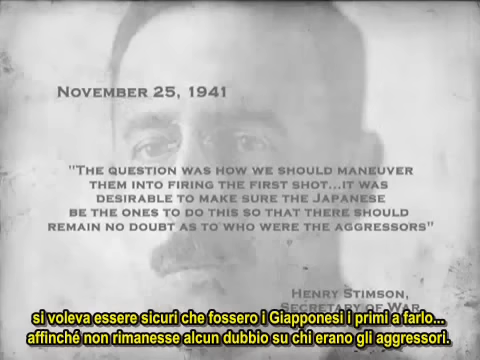 November 25, 1941
"The question was how we should maneuver
them into firing the first shot...it was
desirable to make sure the Japanese
be the ones to do this so that there should
remain no doubt as to who were the aggressors"
Henry Stimson,
Secretary of War
si voleva essere sicuri che fossero i Giapponesi i primi a farlo...
affinché non rimanesse alcun dubbio su chi erano gli aggressori.